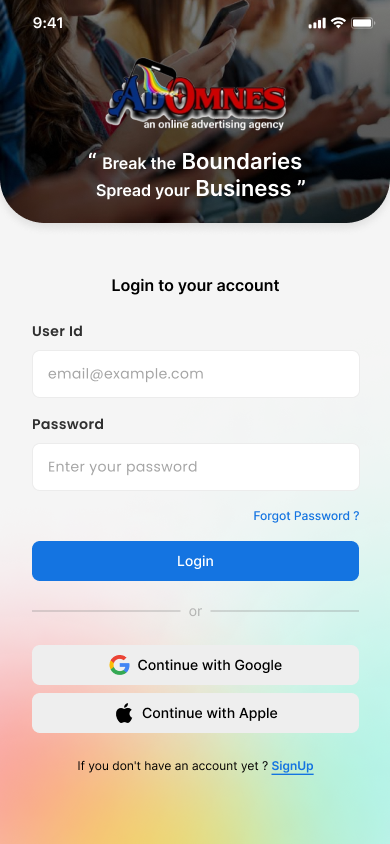 9:41
AdOmnes
an online advertising agency
“ Break the Boundaries
Spread your Business ”
Login to your account
User Id
email@example.com
Password
Enter your password
Forgot Password ?
Login
or
Continue with Google
Continue with Apple
If you don't have an account yet ? SignUp